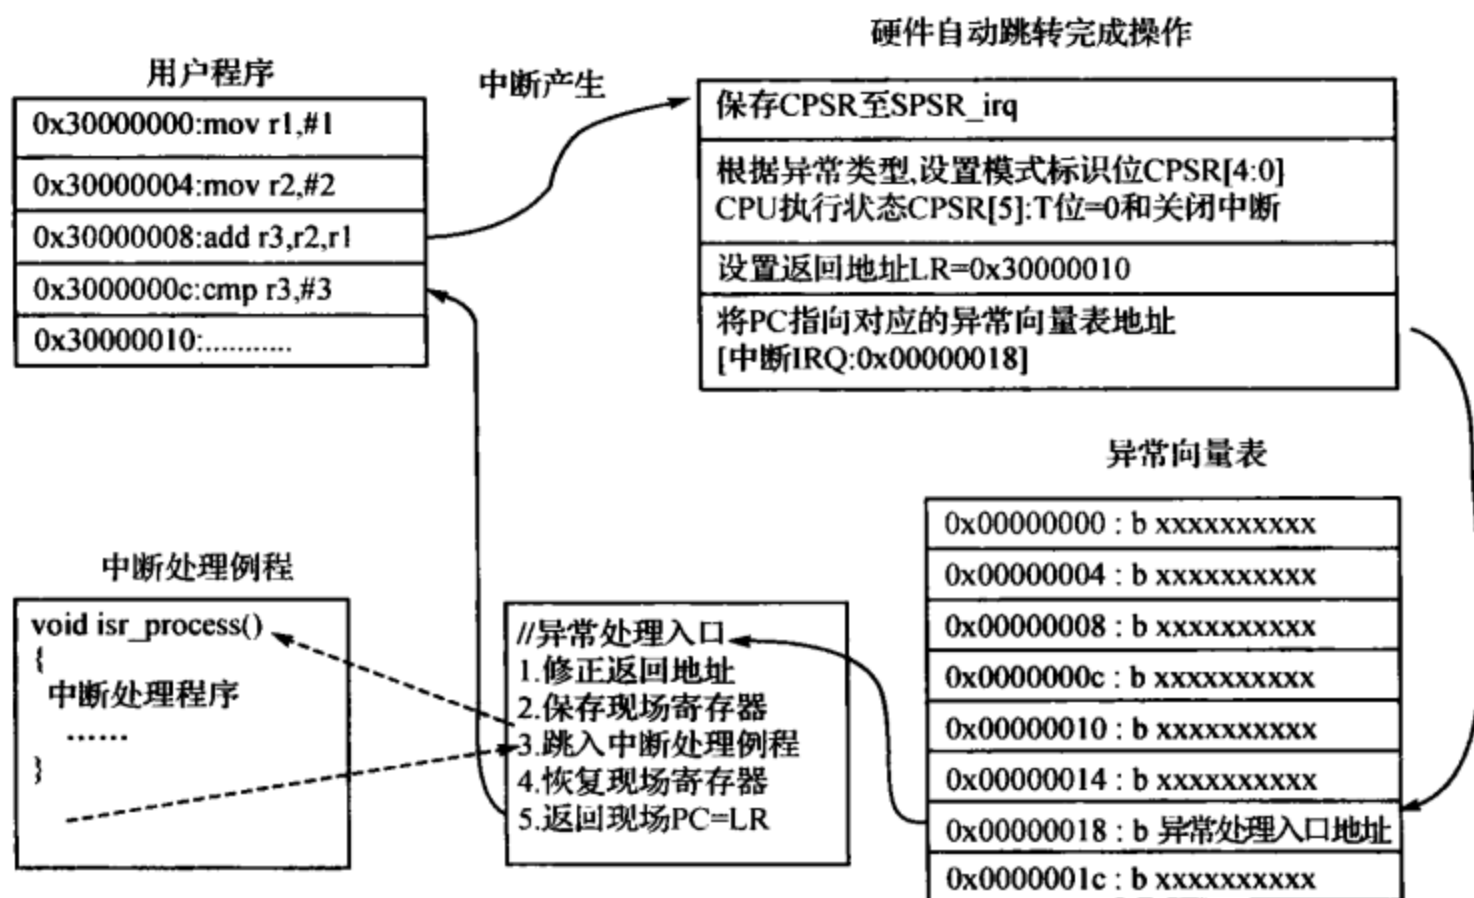 硬件自动跳转完成操作
用户程序
中断产生
0x30000000:mov r1,#1
0x30000004:mov r2,#2
0x30000008:add r3,r2,r1
0x3000000c:cmp r3,#3
0x30000010:...........
保存CPSR至SPSR_irq
根据异常类型,设置模式标识位CPSR[4:0]
CPU执行状态CPSR[5]:T位=0和关闭中断
设置返回地址LR=0x30000010
将PC指向对应的异常向量表地址
[中断IRQ:0x00000018]
异常向量表
0x00000000 : b xxxxxxxxxx
0x00000004 : b xxxxxxxxxx
0x00000008 : b xxxxxxxxxx
0x0000000c : b xxxxxxxxxx
0x00000010 : b xxxxxxxxxx
0x00000014 : b xxxxxxxxxx
0x00000018 : b 异常处理入口地址
0x0000001c : b xxxxxxxxxx
中断处理例程
void isr_process()
{
中断处理程序
......
}
//异常处理入口
1.修正返回地址
2.保存现场寄存器
3.跳入中断处理例程
4.恢复现场寄存器
5.返回现场PC=LR